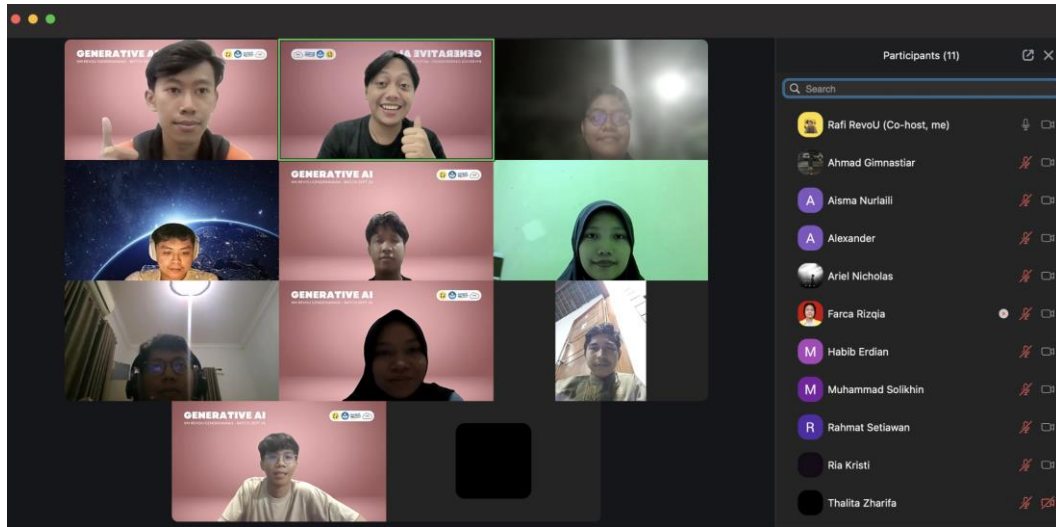 GENERATIVE A
GENERATIVE AI
GENERATIVE AI
GENERATIVE AI
GENERATIVE AI
Participants (11)
Search
Rafi RevoU (Co-host, me)
Ahmad Gimnastiar
A
Aisma Nurlaili
A
Alexander
Ariel Nicholas
Farca Rizqia
M
Habib Erdian
M
Muhammad Solikhin
R
Rahmat Setiawan
Ria Kristi
Thalita Zharifa